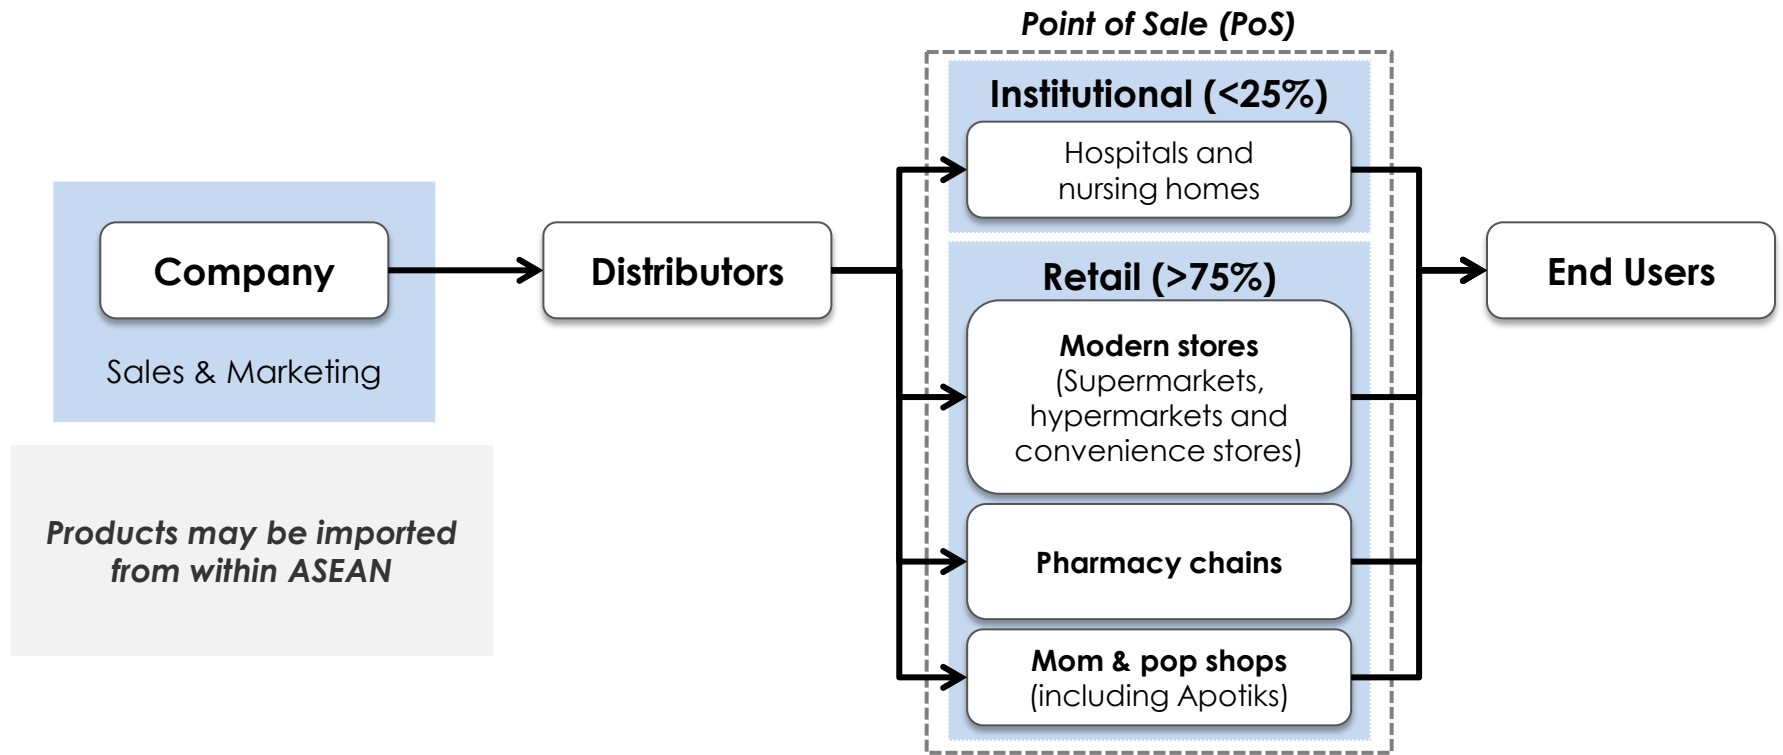 Point of Sale (PoS)
Institutional (<25%)
Hospitals and
nursing homes
Company
Sales & Marketing
Distributors
Retail (>75%)
Modern stores
(Supermarkets,
hypermarkets and
convenience stores)
Pharmacy chains
Mom & pop shops
(including Apotiks)
End Users
Products may be imported
from within ASEAN